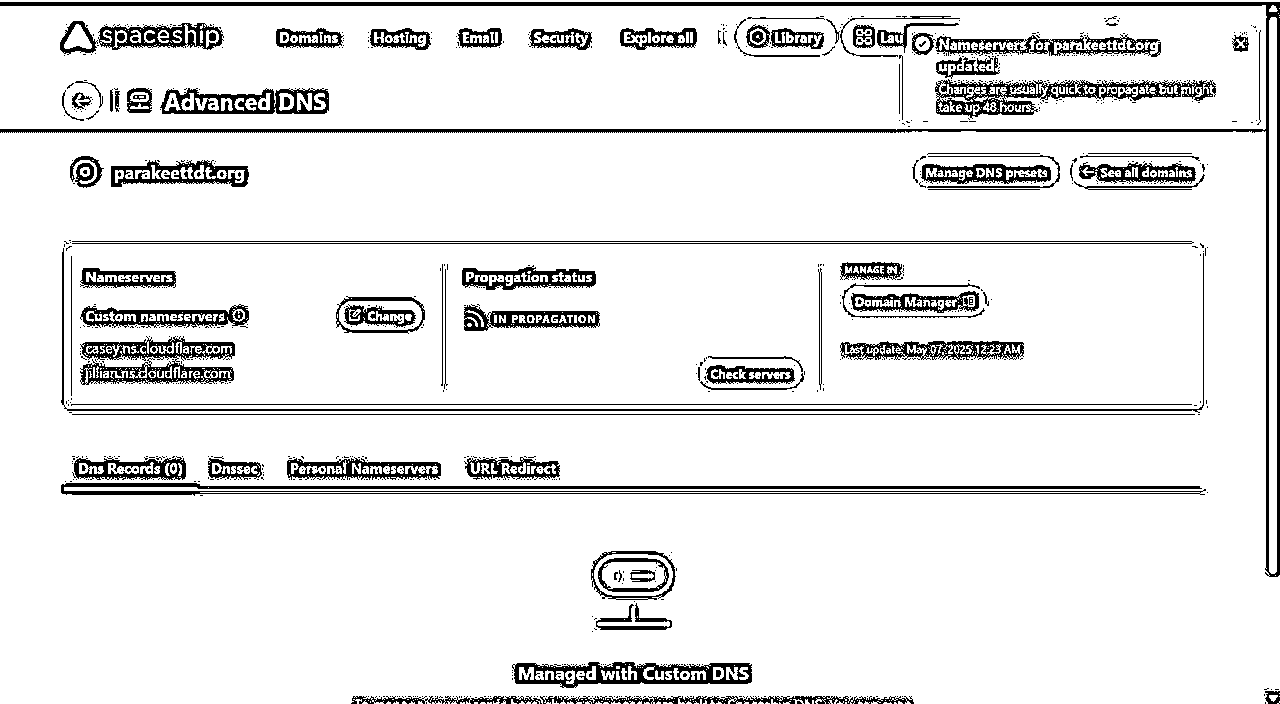 spaceship
Domains Hosting Email Security Explore all Library Lau
Nameservers for parakeettdt.org
updated
Changes are usually quick to propagate but might
take up 48 hours.
Advanced DNS
parakeettdt.org
Manage DNS presets
See all domains
Nameservers
Custom nameservers
Change
casey.ns.cloudflare.com
jillian.ns.cloudflare.com
Propagation status
IN PROPAGATION
Check servers
MANAGE IN
Domain Manager
Last update: May 07, 2025 12:23 AM
Dns Records (0) Dnssec Personal Nameservers URL Redirect
Managed with Custom DNS